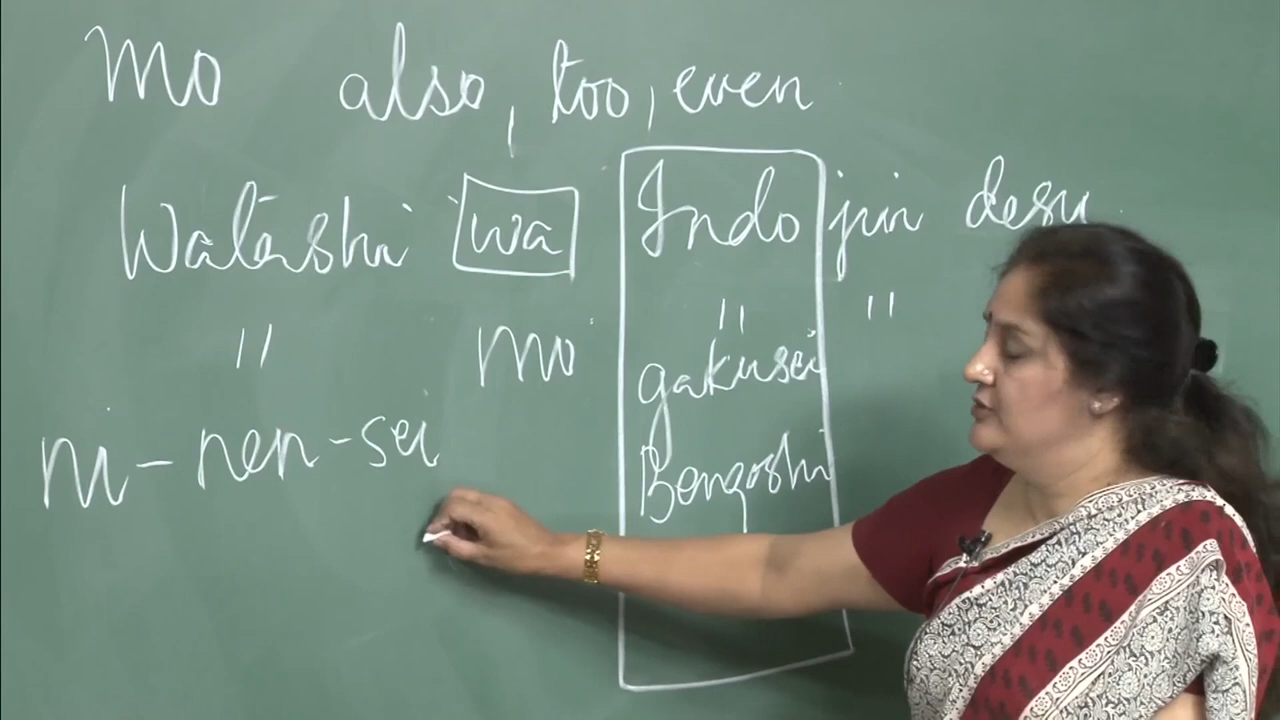 mo also, too, even
Watashi wa Indo jin desu
" mo " "
gakusei
ni-nen-sei
Bengoshi